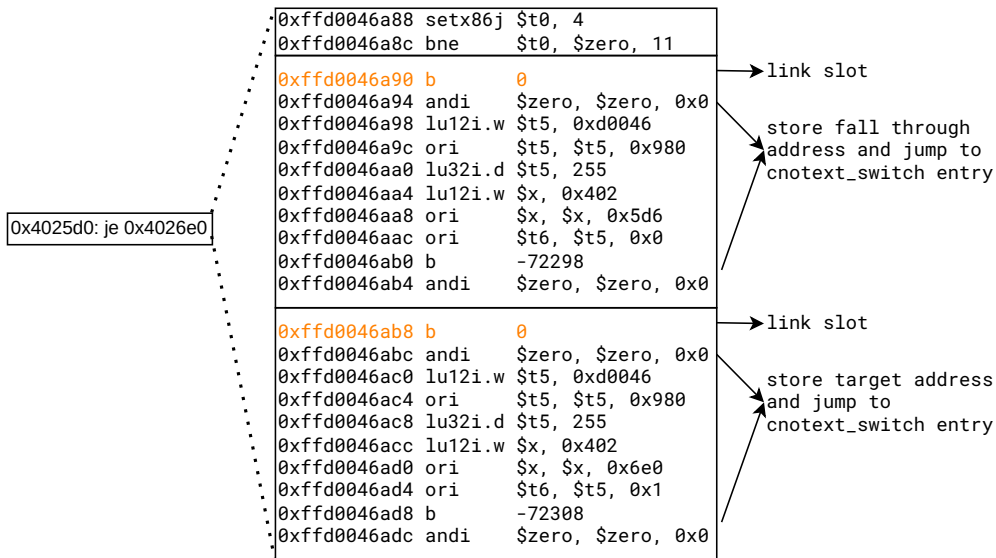 0x4025d0: je 0x4026e0
0xffd0046a88 setx86j $t0, 4
0xffd0046a8c bne $t0, $zero, 11
0xffd0046a90 b 0
0xffd0046a94 andi $zero, $zero, 0x0
0xffd0046a98 lu12i.w $t5, 0xd0046
0xffd0046a9c ori $t5, $t5, 0x980
0xffd0046aa0 lu32i.d $t5, 255
0xffd0046aa4 lu12i.w $x, 0x402
0xffd0046aa8 ori $x, $x, 0x5d6
0xffd0046aac ori $t6, $t5, 0x0
0xffd0046ab0 b -72298
0xffd0046ab4 andi $zero, $zero, 0x0
link slot
store fall through
address and jump to
cnotext_switch entry
0xffd0046ab8 b 0
0xffd0046abc andi $zero, $zero, 0x0
0xffd0046ac0 lu12i.w $t5, 0xd0046
0xffd0046ac4 ori $t5, $t5, 0x980
0xffd0046ac8 lu32i.d $t5, 255
0xffd0046acc lu12i.w $x, 0x402
0xffd0046ad0 ori $x, $x, 0x6e0
0xffd0046ad4 ori $t6, $t5, 0x1
0xffd0046ad8 b -72308
0xffd0046adc andi $zero, $zero, 0x0
link slot
store target address
and jump to
cnotext_switch entry